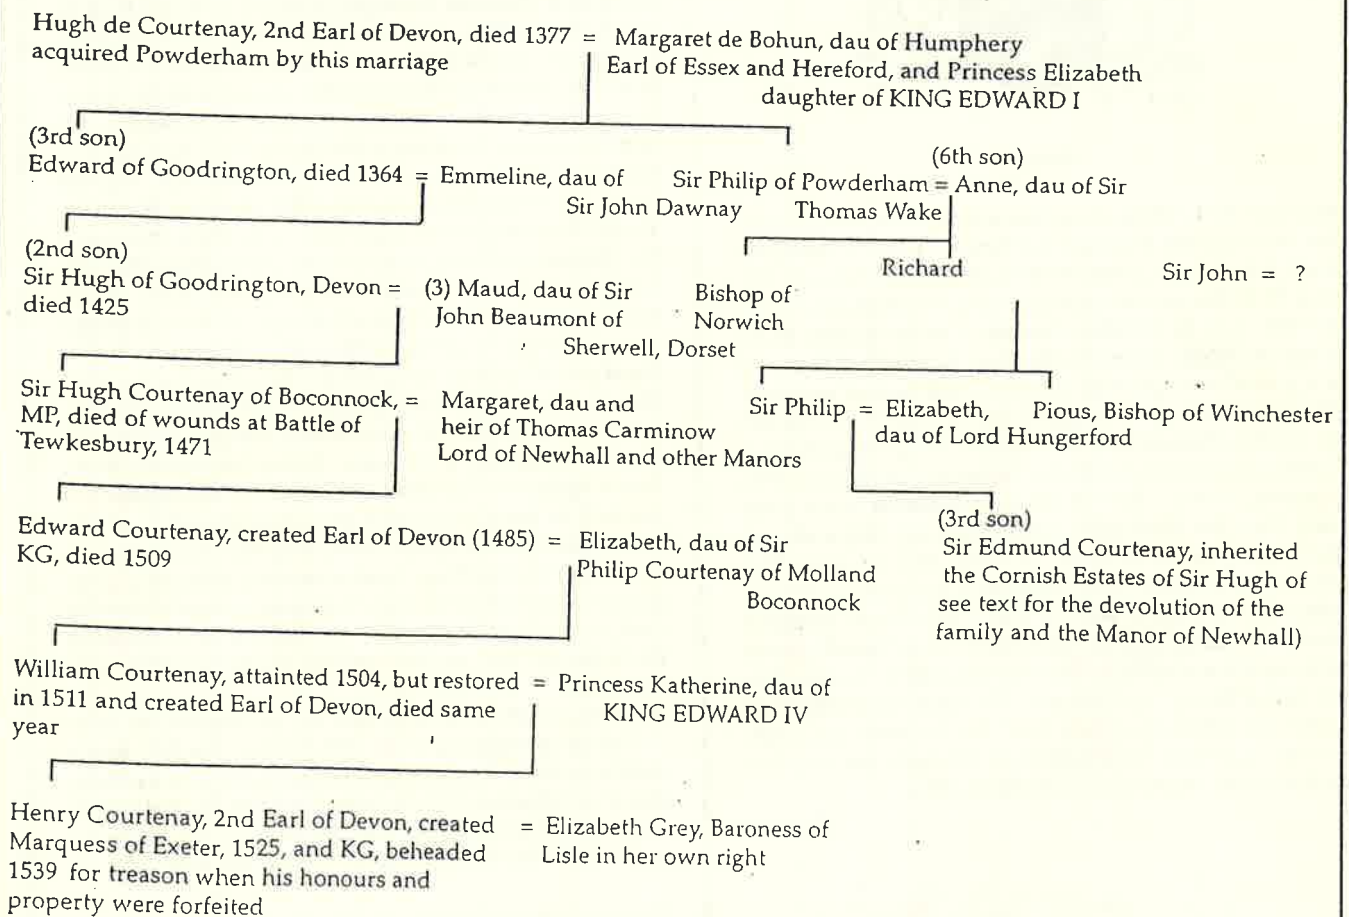 Hugh de Courtenay, 2nd Earl of Devon, died 1377 = Margaret de Bohun, dau of Humphery
acquired Powderham by this marriage Earl of Essex and Hereford, and Princess Elizabeth
daughter of KING EDWARD I
(3rd son)
(6th son)
Edward of Goodrington, died 1364 = Emmeline, dau of Sir Philip of Powderham = Anne, dau of Sir
Sir John Dawnay Thomas Wake
(2nd son)
Richard Sir John = ?
Sir Hugh of Goodrington, Devon = (3) Maud, dau of Sir Bishop of
died 1425 John Beaumont of Norwich
Sherwell, Dorset
Sir Hugh Courtenay of Boconnock, = Margaret, dau and Sir Philip = Elizabeth, Pious, Bishop of Winchester
MP, died of wounds at Battle of heir of Thomas Carminow dau of Lord Hungerford
Tewkesbury, 1471 Lord of Newhall and other Manors
(3rd son)
Edward Courtenay, created Earl of Devon (1485) = Elizabeth, dau of Sir Sir Edmund Courtenay, inherited
KG, died 1509 Philip Courtenay of Molland the Cornish Estates of Sir Hugh of
Boconnock see text for the devolution of the
family and the Manor of Newhall)
William Courtenay, attainted 1504, but restored = Princess Katherine, dau of
in 1511 and created Earl of Devon, died same KING EDWARD IV
year
Henry Courtenay, 2nd Earl of Devon, created = Elizabeth Grey, Baroness of
Marquess of Exeter, 1525, and KG, beheaded Lisle in her own right
1539 for treason when his honours and
property were forfeited